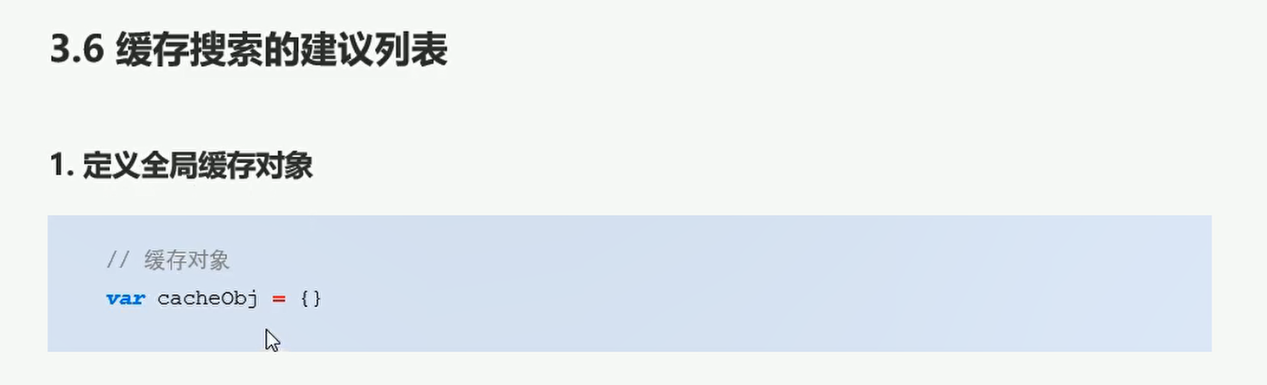 3.6 缓存搜索的建议列表
1. 定义全局缓存对象
// 缓存对象
var cacheObj = {}